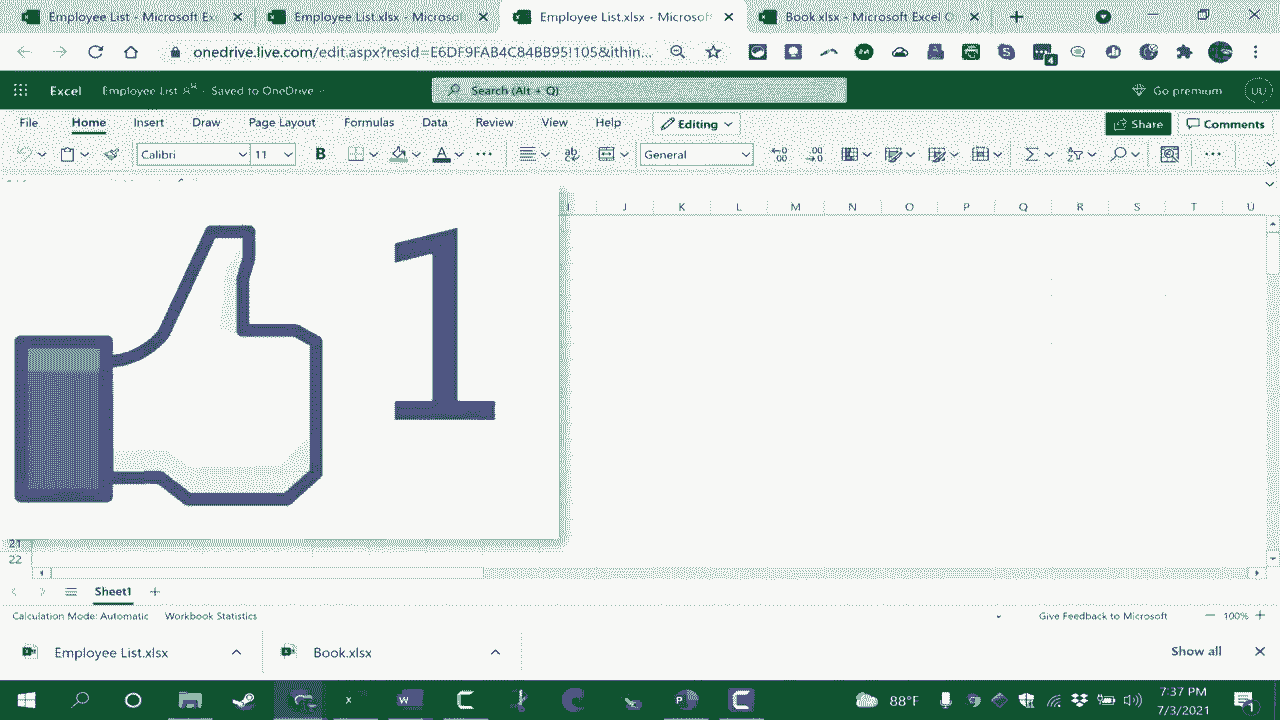 Employee List - Microsoft Ex
Employee List.xlsx - Microso
Employee List.xlsx - Microsoft
Book.xlsx - Microsoft Excel O
onedrive.live.com/edit.aspx?resid=E6DF9FAB4C84BB95!105&ithin...
4
Excel
Employee List
- Saved to OneDrive
Search (Alt + Q)
Go premium
File Home Insert Draw Page Layout Formulas Data Review View Help
Editing
Share
Comments
Calibri 11 B A ... General
I J K L M N O P Q R S T U
1
21
22
Sheet1
Calculation Mode: Automatic Workbook Statistics
Give Feedback to Microsoft
100%
Employee List.xlsx
Book.xlsx
Show all
88°F
7:37 PM
7/3/2021
1